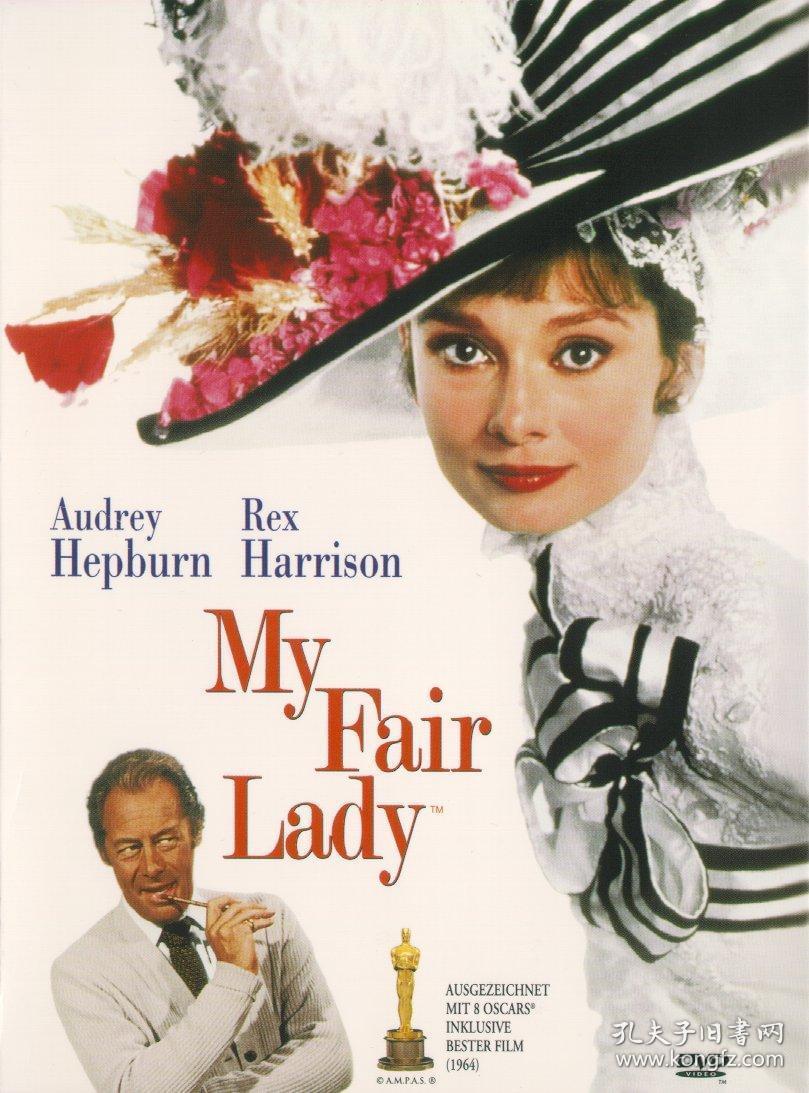 Audrey Rex
Hepburn Harrison
My
Fair
Lady™
AUSGEZEICHNET
MIT 8 OSCARS®
INKLUSIVE
BESTER FILM
(1964)
© A.M.P.A.S. ®
孔夫子旧书网
www.kongfz.com
VIDEO
TM